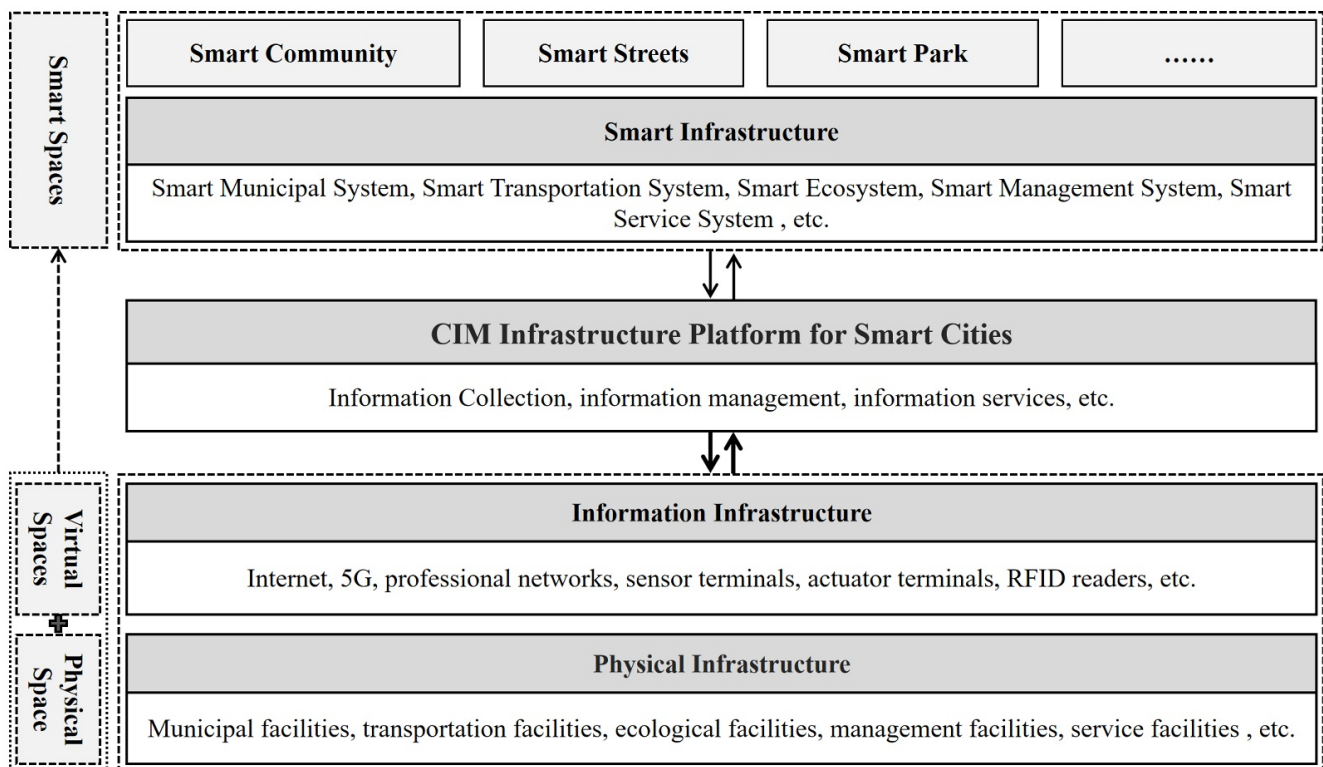 Smart Spaces
Smart Community
Smart Streets
Smart Park
......
Smart Infrastructure
Smart Municipal System, Smart Transportation System, Smart Ecosystem, Smart Management System, Smart
Service System , etc.
CIM Infrastructure Platform for Smart Cities
Information Collection, information management, information services, etc.
Virtual
Spaces
Information Infrastructure
Internet, 5G, professional networks, sensor terminals, actuator terminals, RFID readers, etc.
Physical
Space
Physical Infrastructure
Municipal facilities, transportation facilities, ecological facilities, management facilities, service facilities , etc.